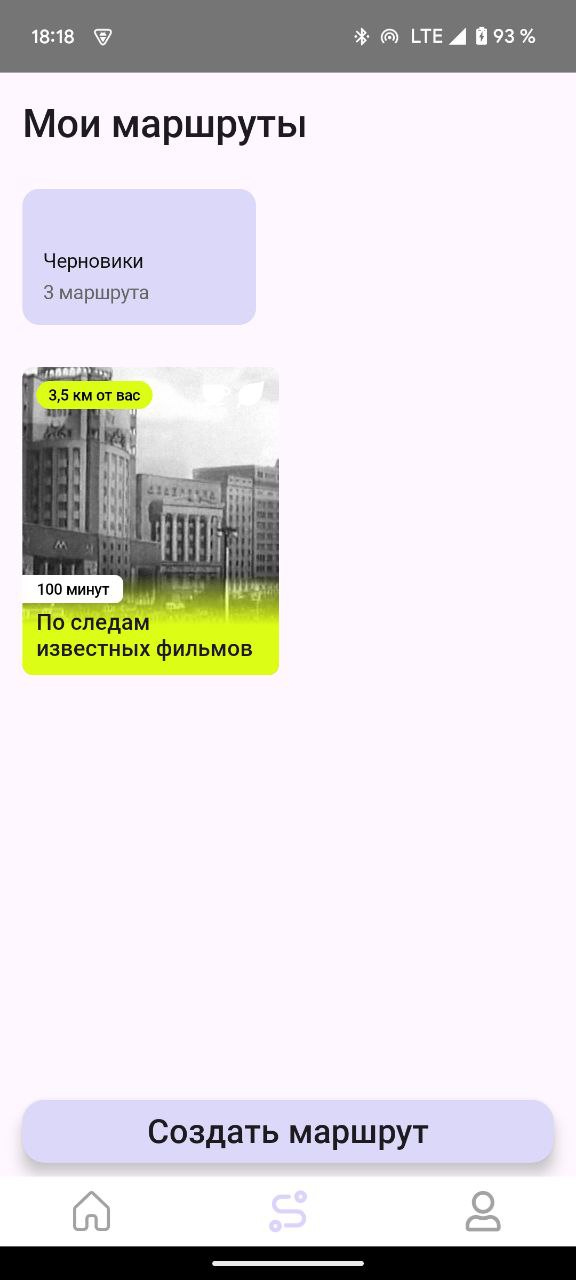 18:18 LTE 93 %
Мои маршруты
Черновики
3 маршрута
3,5 км от вас
М
100 минут
По следам
известных фильмов
Создать маршрут